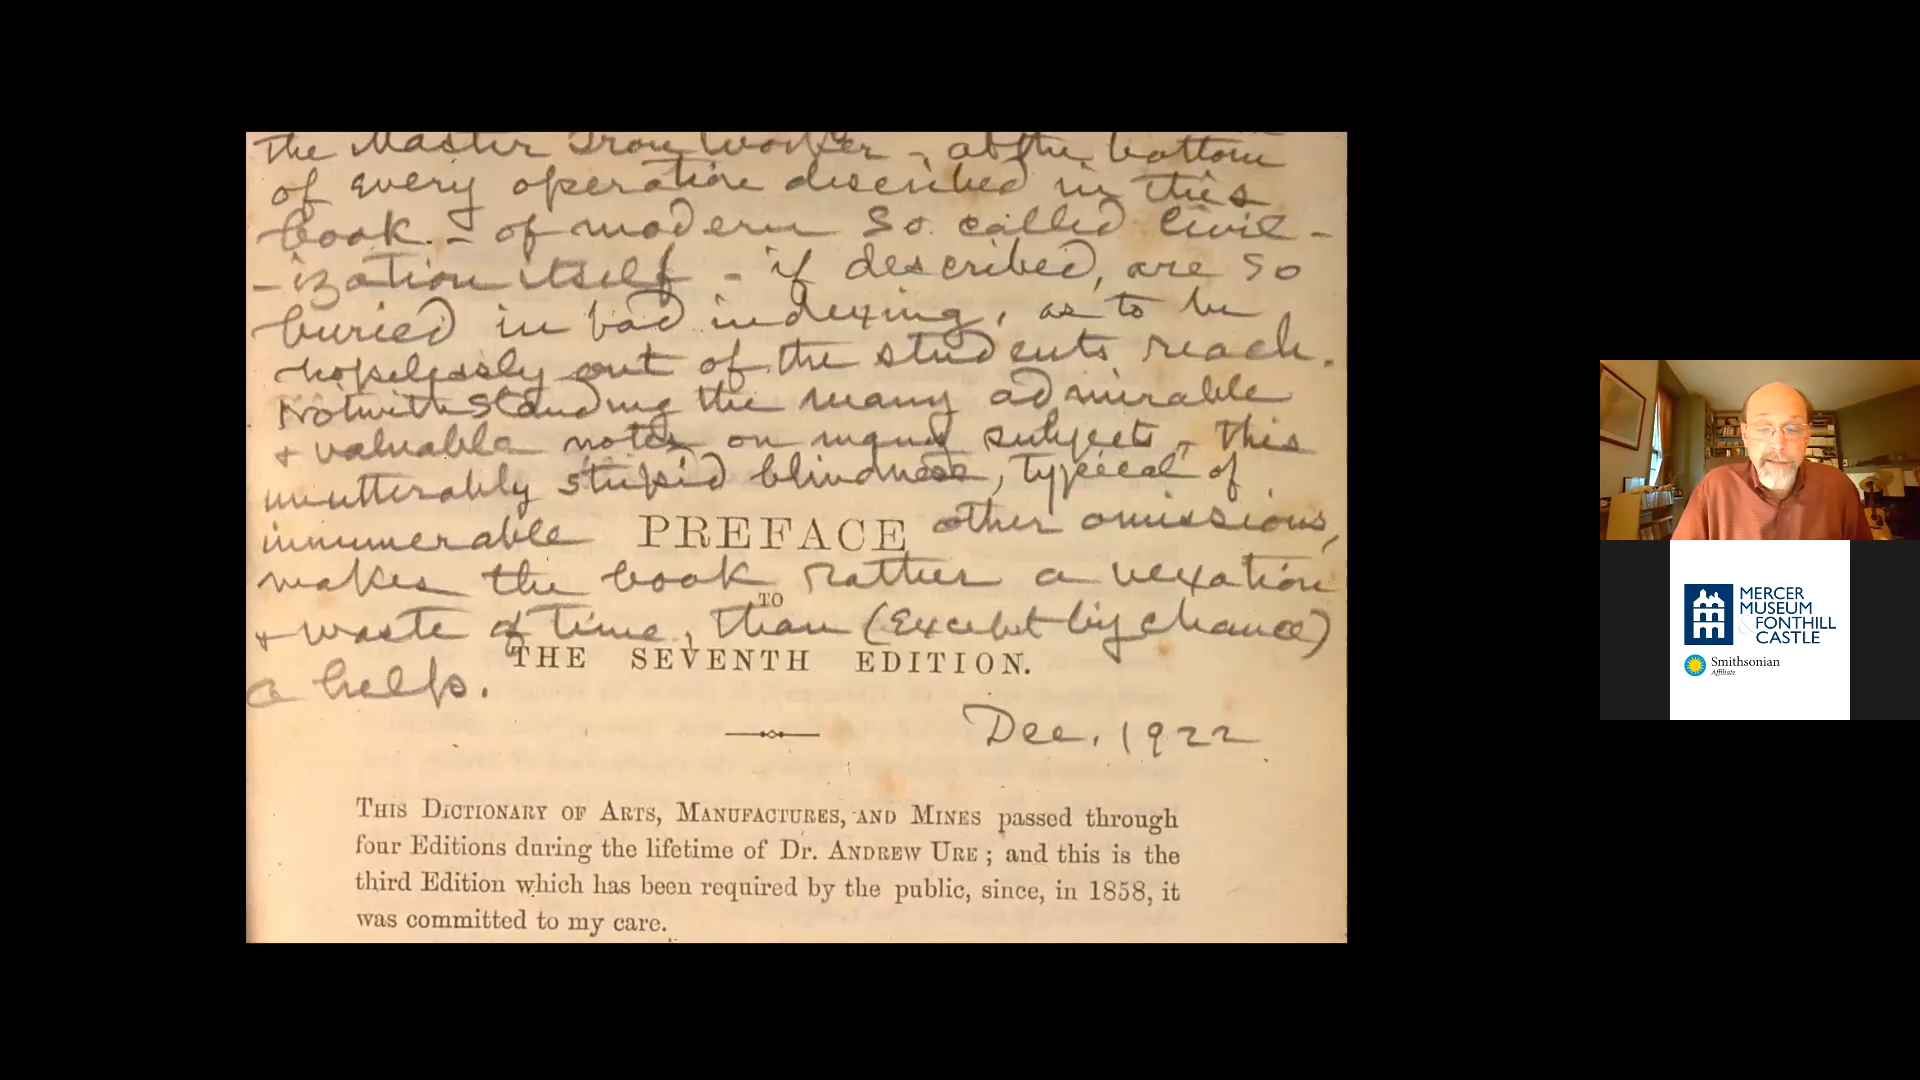 the Master Iron Worker - at the bottom
of every operation described in this
book. - of modern So. called Civil -
- ization itself - if described, are so
buried in bad indexing, as to be
hopelessly out of the students reach.
Notwithstanding the many admirable
+ valuable notes on many subjects, this
unutterably stupid blindness, typical of
innumerable other omissions,
PREFACE
makes the book rather a vexation
TO
+ waste of time, than (Except by chance)
THE SEVENTH EDITION.
a help.
Dec. 1922
THIS DICTIONARY OF ARTS, MANUFACTURES, AND MINES passed through
four Editions during the lifetime of Dr. ANDREW URE; and this is the
third Edition which has been required by the public, since, in 1858, it
was committed to my care.
MERCER
MUSEUM
& FONTHILL
CASTLE
Smithsonian
Affiliate